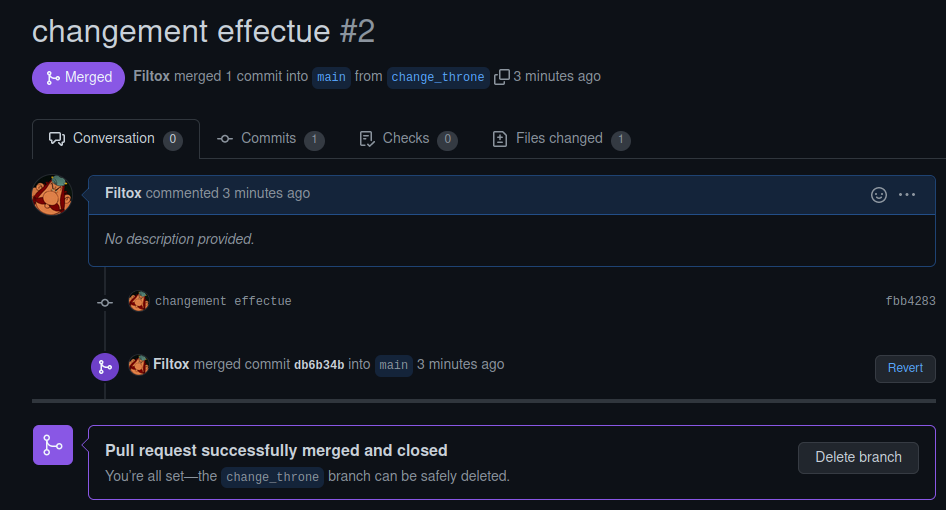 changement effectue #2
Merged Filtox merged 1 commit into main from change_throne 3 minutes ago
Conversation 0 Commits 1 Checks 0 Files changed 1
Filtox commented 3 minutes ago
No description provided.
changement effectue fbb4283
Filtox merged commit db6b34b into main 3 minutes ago Revert
Pull request successfully merged and closed
You're all set—the change_throne branch can be safely deleted.
Delete branch